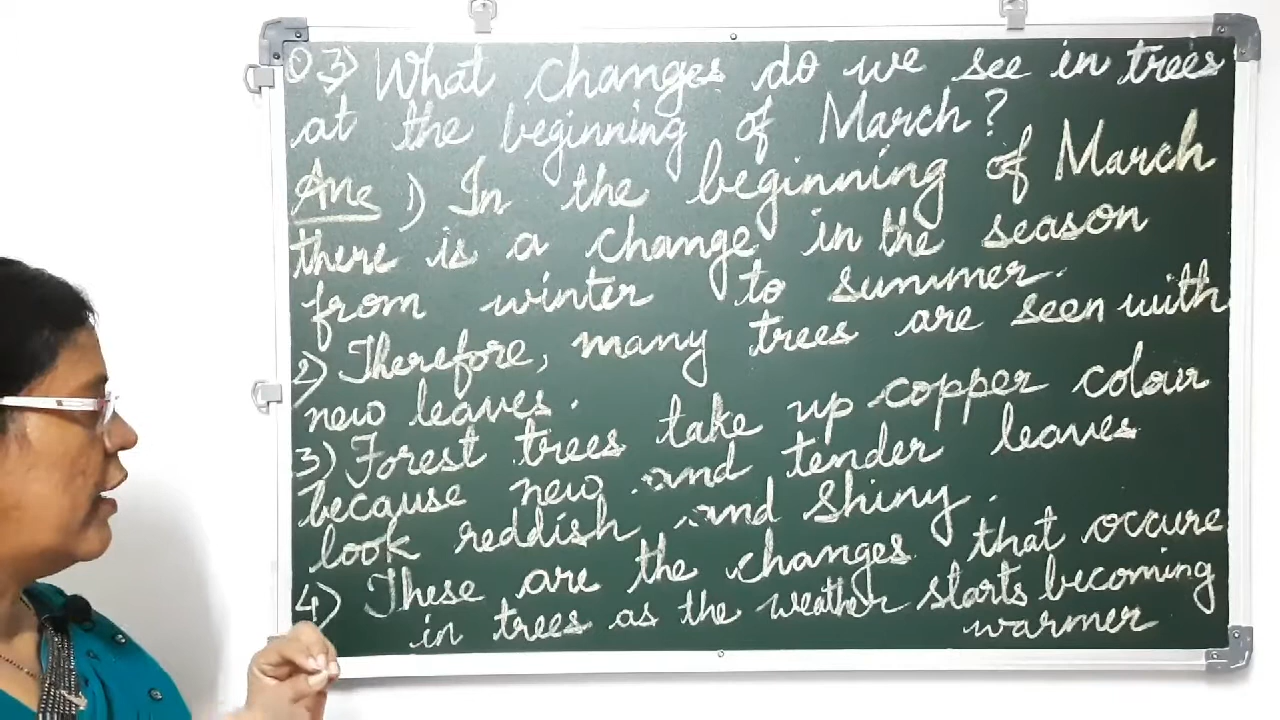 Q 3) What changes do we see in trees
at the beginning of March?
Ans 1) In the beginning of March
there is a change in the season
from winter to summer.
2) Therefore, many trees are seen with
new leaves.
3) Forest trees take up copper colour
because new and tender leaves
look reddish and shiny.
4) These are the changes that occure
in trees as the weather starts becoming
warmer